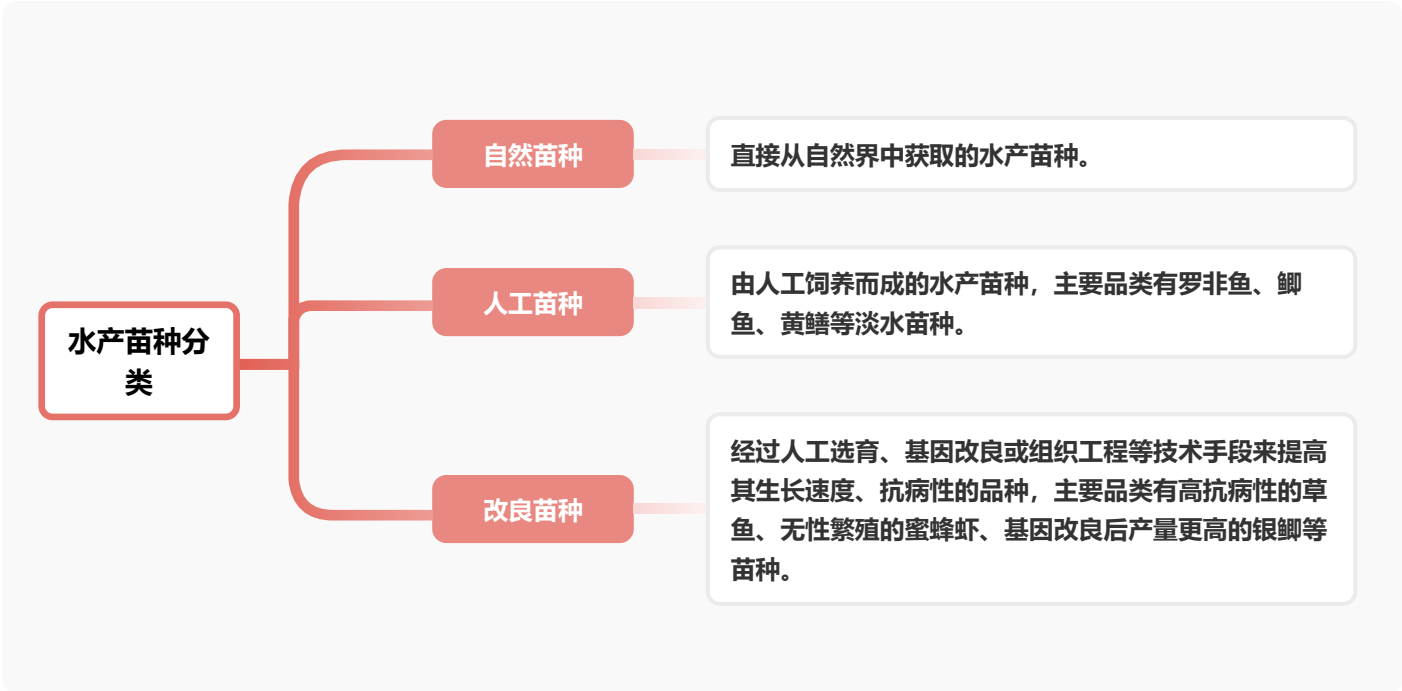 水产苗种分
类
自然苗种
直接从自然界中获取的水产苗种。
人工苗种
由人工饲养而成的水产苗种，主要品类有罗非鱼、鲫
鱼、黄鳝等淡水苗种。
改良苗种
经过人工选育、基因改良或组织工程等技术手段来提高
其生长速度、抗病性的品种，主要品类有高抗病性的草
鱼、无性繁殖的蜜蜂虾、基因改良后产量更高的银鲫等
苗种。